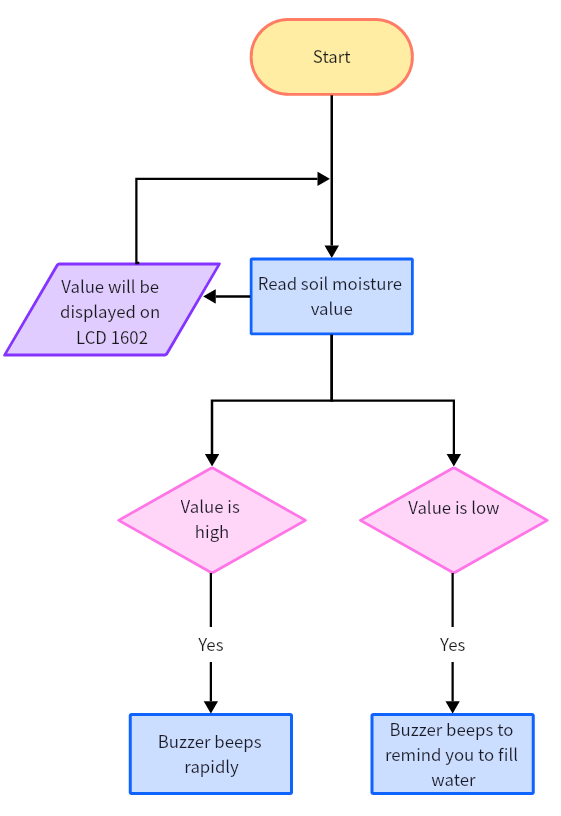 Start
Read soil moisture
value
Value will be
displayed on
LCD 1602
Value is
high
Value is low
Yes
Yes
Buzzer beeps
rapidly
Buzzer beeps to
remind you to fill
water